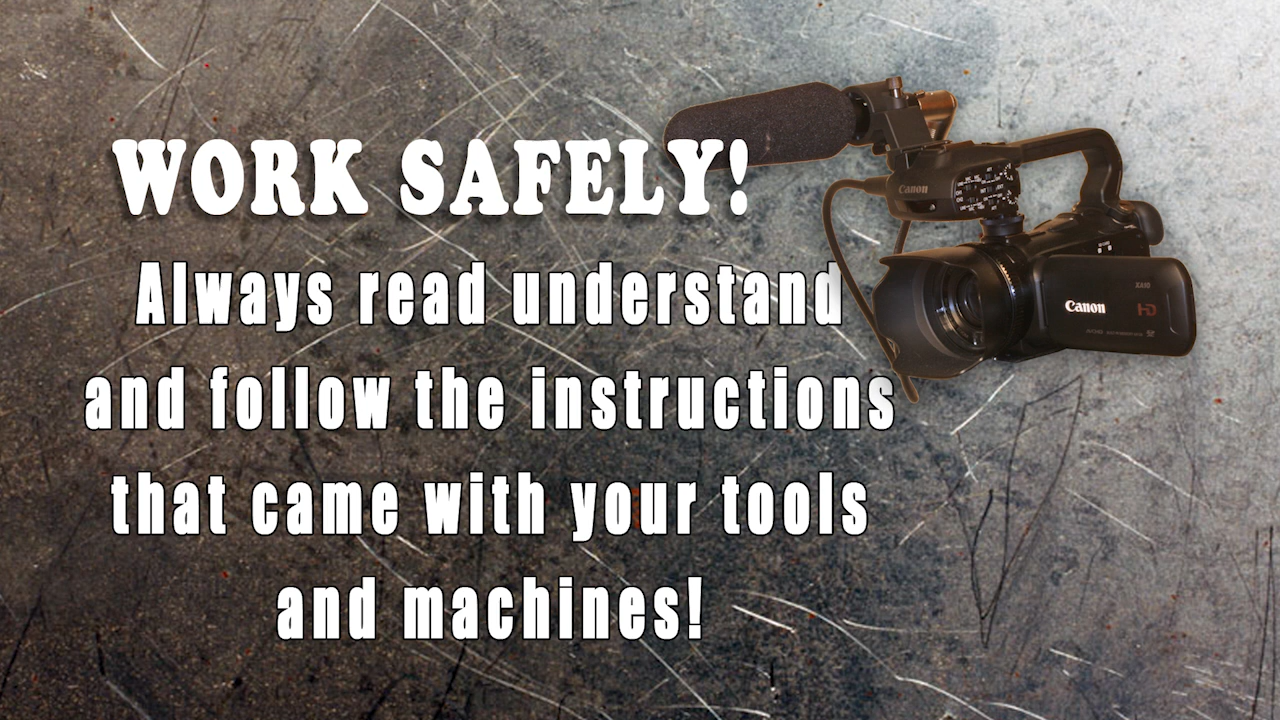 WORK SAFELY!
Always read understand
and follow the instructions
that came with your tools
and machines!
Canon
Canon
XA10
HD